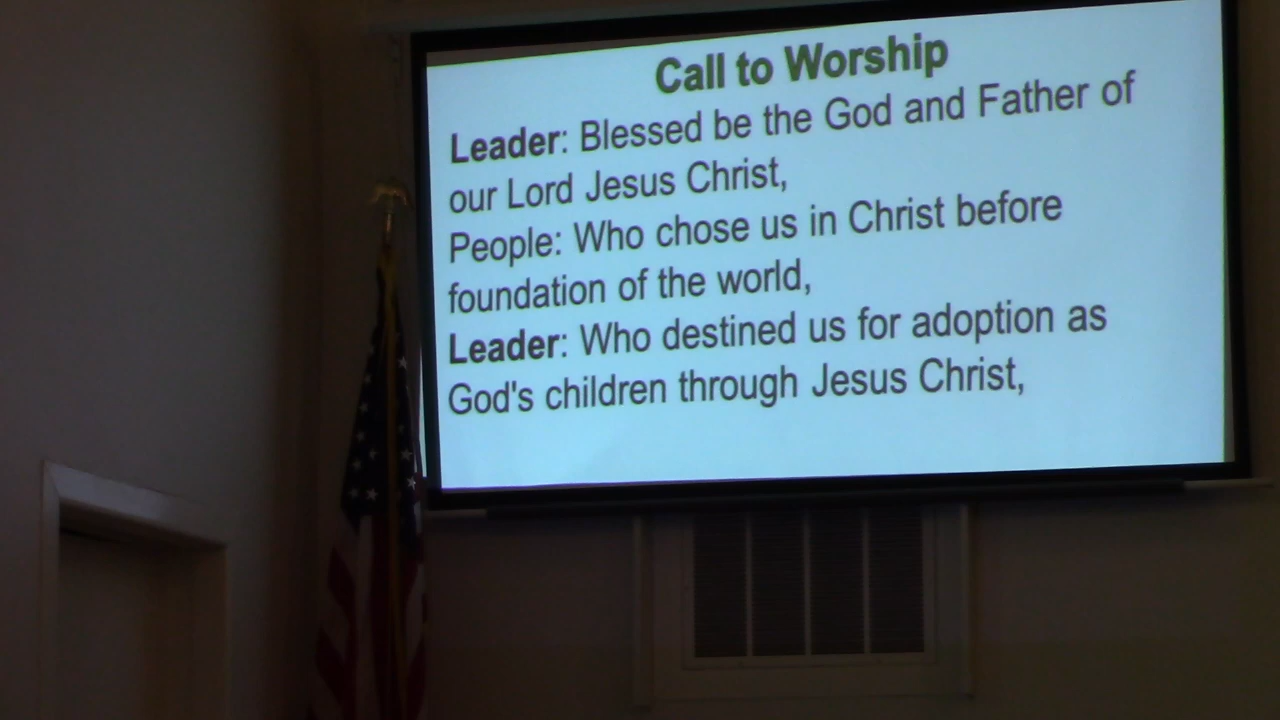 Call to Worship
Leader: Blessed be the God and Father of
our Lord Jesus Christ,
People: Who chose us in Christ before
foundation of the world,
Leader: Who destined us for adoption as
God's children through Jesus Christ,